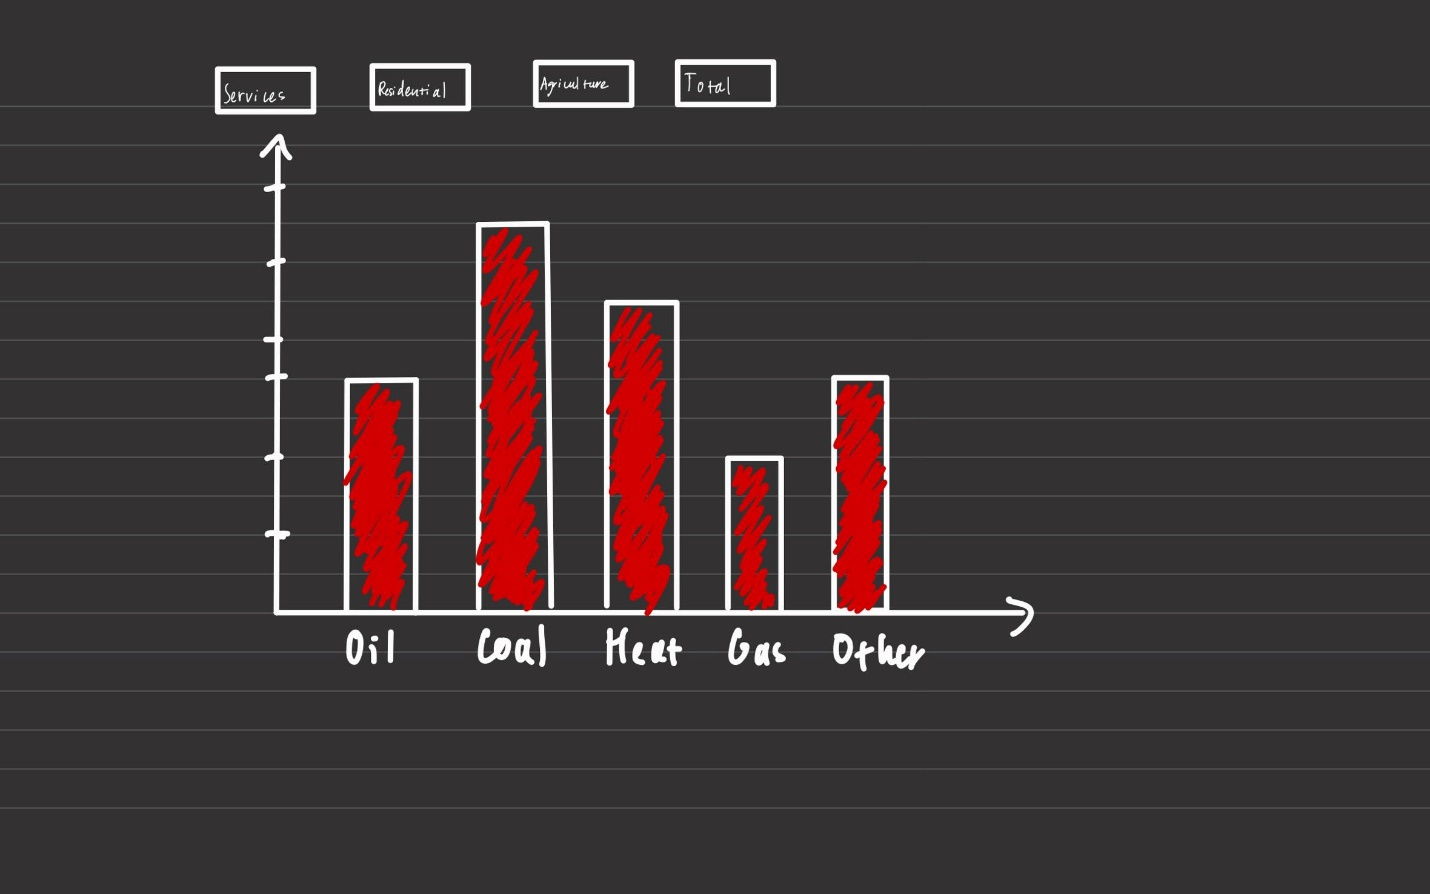 Services Residential Agriculture Total
Oil Coal Heat Gas Other